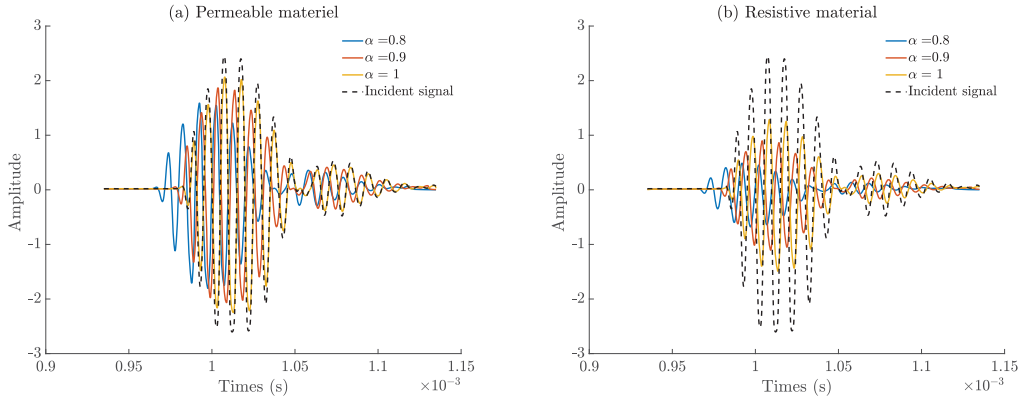 (a) Permeable materiel
3
2
1
0
–1
–2
–3
Amplitude
α =0.8
α =0.9
α = 1
Incident signal
0.9
0.95
1
1.05
1.1
1.15
Times (s)
×10⁻³
(b) Resistive material
3
2
1
0
–1
–2
–3
Amplitude
α =0.8
α =0.9
α = 1
Incident signal
0.9
0.95
1
1.05
1.1
1.15
Times (s)
×10⁻³